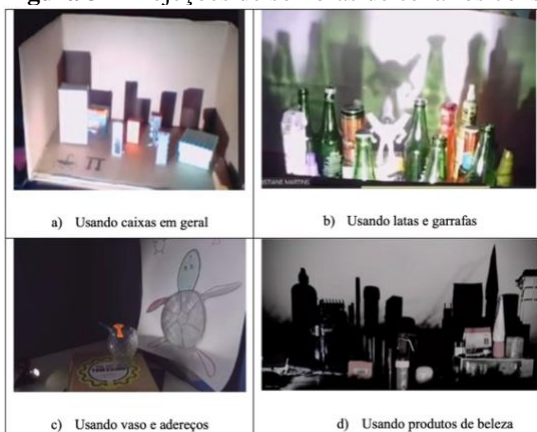 a) Usando caixas em geral
b) Usando latas e garrafas
c) Usando vaso e adereços
d) Usando produtos de beleza